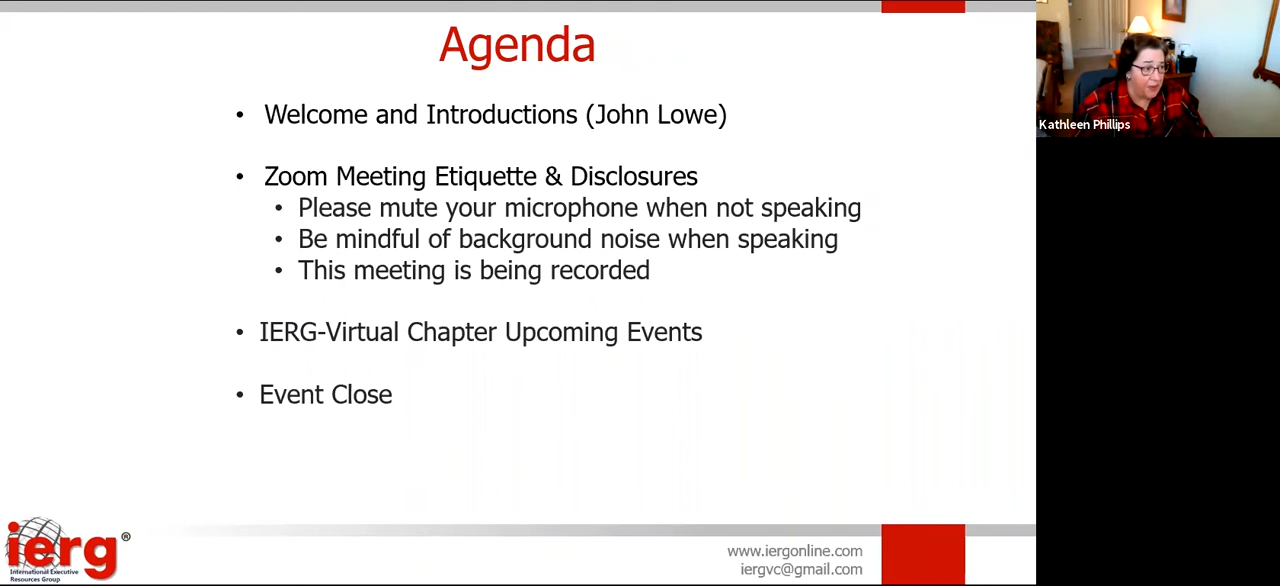 Agenda
• Welcome and Introductions (John Lowe)
• Zoom Meeting Etiquette & Disclosures
• Please mute your microphone when not speaking
• Be mindful of background noise when speaking
• This meeting is being recorded
• IERG-Virtual Chapter Upcoming Events
• Event Close
Kathleen Phillips
ierg®
International Executive
Resources Group
www.iergonline.com
iergvc@gmail.com